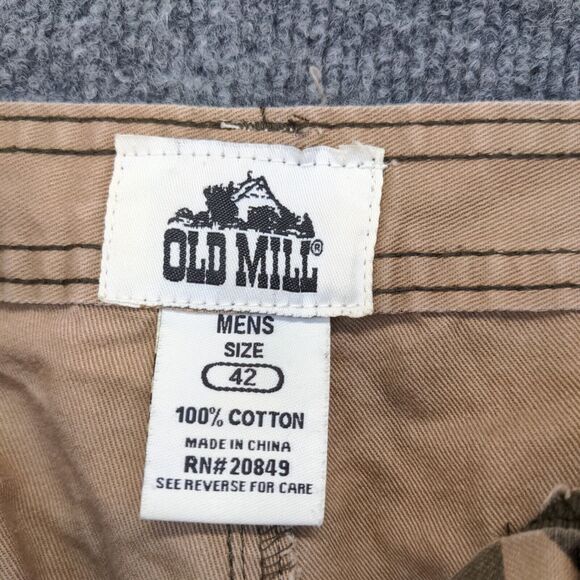 OLD MILL®
MENS
SIZE
42
100% COTTON
MADE IN CHINA
RN#20849
SEE REVERSE FOR CARE